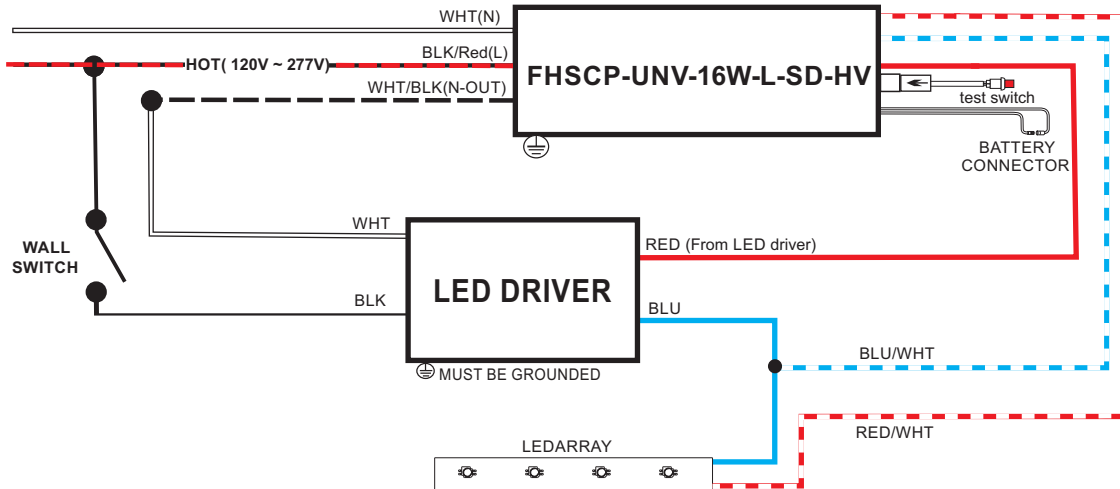 WHT(N)
BLK/Red(L)
HOT( 120V ~ 277V)
WHT/BLK(N-OUT)
FHSCP-UNV-16W-L-SD-HV
test switch
BATTERY
CONNECTOR
WHT
WALL
SWITCH
BLK
LED DRIVER
RED (From LED driver)
BLU
MUST BE GROUNDED
BLU/WHT
RED/WHT
LEDARRAY